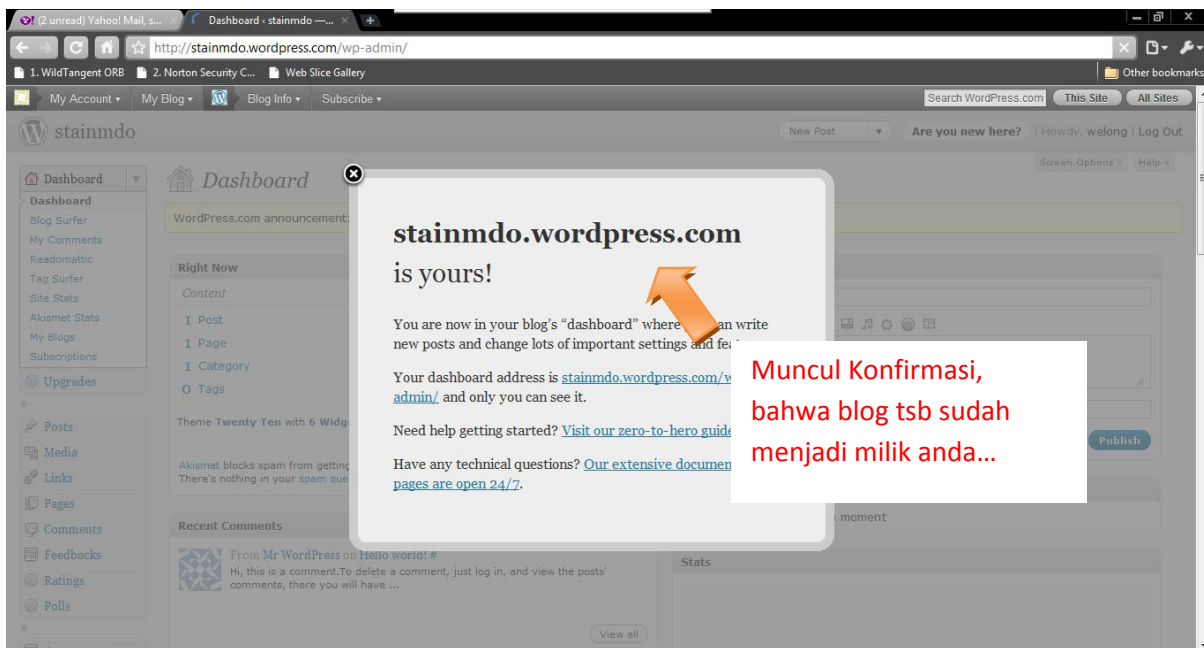 (2 unread) Yahoo! Mail, s...
Dashboard ‹ stainmdo —...
http://stainmdo.wordpress.com/wp-admin/
1. WildTangent ORB
2. Norton Security C...
Web Slice Gallery
Other bookmarks
My Account
My Blog
Blog Info
Subscribe
Search WordPress.com
This Site
All Sites
stainmdo
New Post
Are you new here?
| Howdy, welong | Log Out
Screen Options
Help
Dashboard
Dashboard
Blog Surfer
My Comments
Readomattic
Tag Surfer
Site Stats
Akismet Stats
My Blogs
Subscriptions
Upgrades
Posts
Media
Links
Pages
Comments
Feedbacks
Ratings
Polls
Dashboard
WordPress.com announcement:
Right Now
Content
1 Post
1 Page
1 Category
0 Tags
Theme Twenty Ten with 6 Widg
Akismet blocks spam from getting
There's nothing in your spam que
Recent Comments
From Mr WordPress on Hello world! #
Hi, this is a comment.To delete a comment, just log in, and view the posts'
comments, there you will have ...
View all
stainmdo.wordpress.com
is yours!
You are now in your blog's "dashboard" where an write
new posts and change lots of important settings and fea
Your dashboard address is stainmdo.wordpress.com/w
admin/ and only you can see it.
Need help getting started? Visit our zero-to-hero guide
Have any technical questions? Our extensive documen
pages are open 24/7.
Muncul Konfirmasi,
bahwa blog tsb sudah
menjadi milik anda...
Publish
moment
Stats